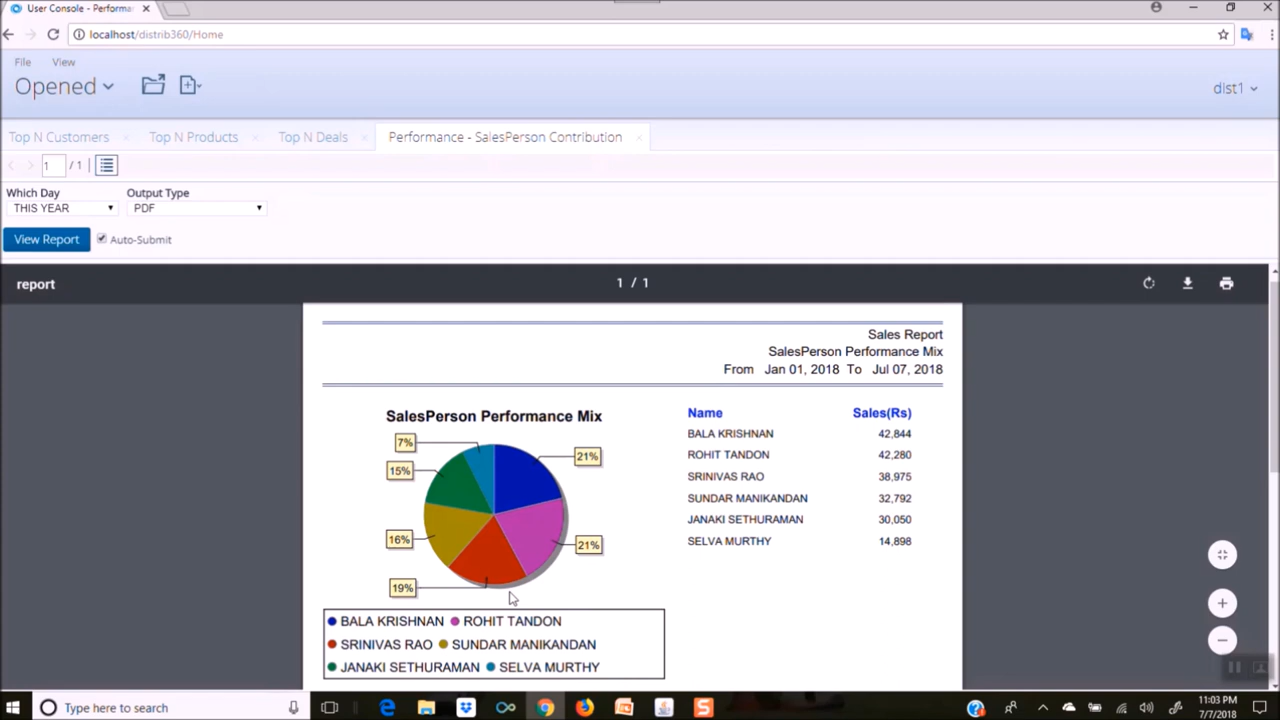 User Console - Performa
localhost/distrib360/Home
File View
Opened
dist1
Top N Customers Top N Products Top N Deals Performance - SalesPerson Contribution
1 / 1
Which Day Output Type
THIS YEAR PDF
View Report Auto-Submit
report 1 / 1
Sales Report
SalesPerson Performance Mix
From Jan 01, 2018 To Jul 07, 2018
SalesPerson Performance Mix
7%
21%
15%
16%
21%
19%
BALA KRISHNAN ROHIT TANDON
SRINIVAS RAO SUNDAR MANIKANDAN
JANAKI SETHURAMAN SELVA MURTHY
Name Sales(Rs)
BALA KRISHNAN 42,844
ROHIT TANDON 42,280
SRINIVAS RAO 38,975
SUNDAR MANIKANDAN 32,792
JANAKI SETHURAMAN 30,050
SELVA MURTHY 14,898
Type here to search
11:03 PM
7/7/2018